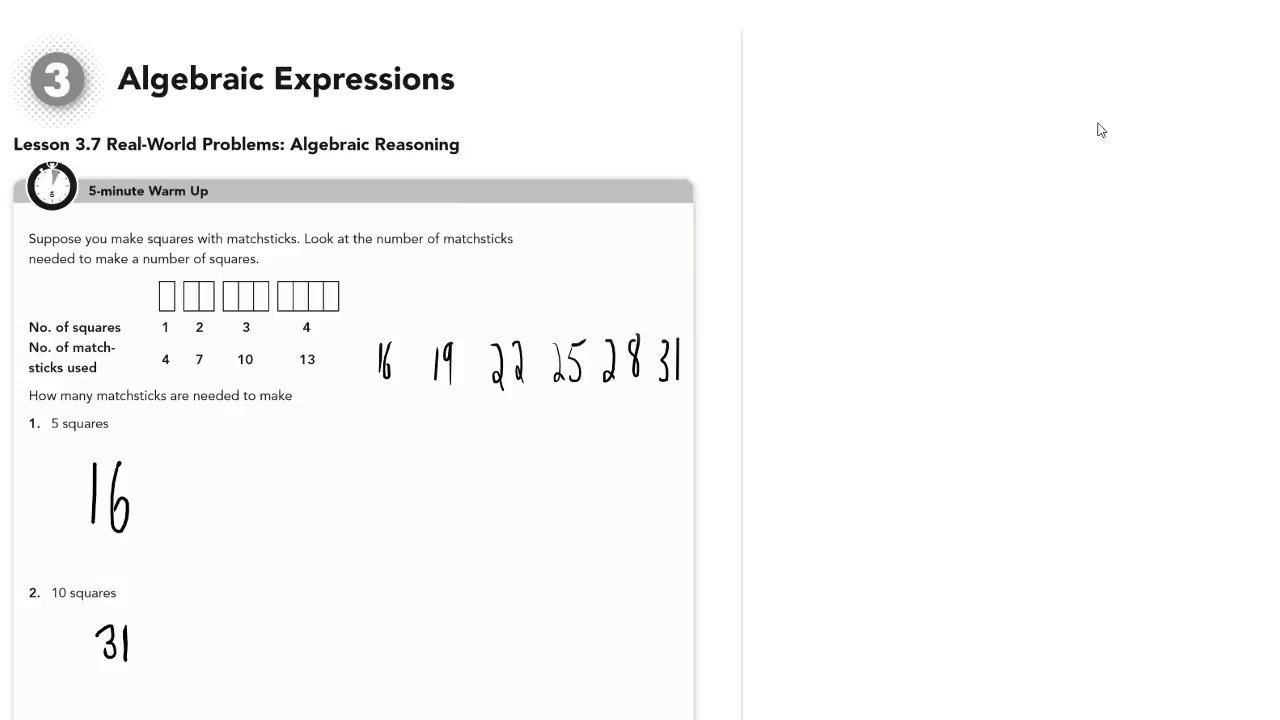 3 Algebraic Expressions
Lesson 3.7 Real-World Problems: Algebraic Reasoning
5
5-minute Warm Up
Suppose you make squares with matchsticks. Look at the number of matchsticks
needed to make a number of squares.
No. of squares 1 2 3 4
No. of match-
sticks used 4 7 10 13 16 19 22 25 28 31
How many matchsticks are needed to make
1. 5 squares
16
2. 10 squares
31